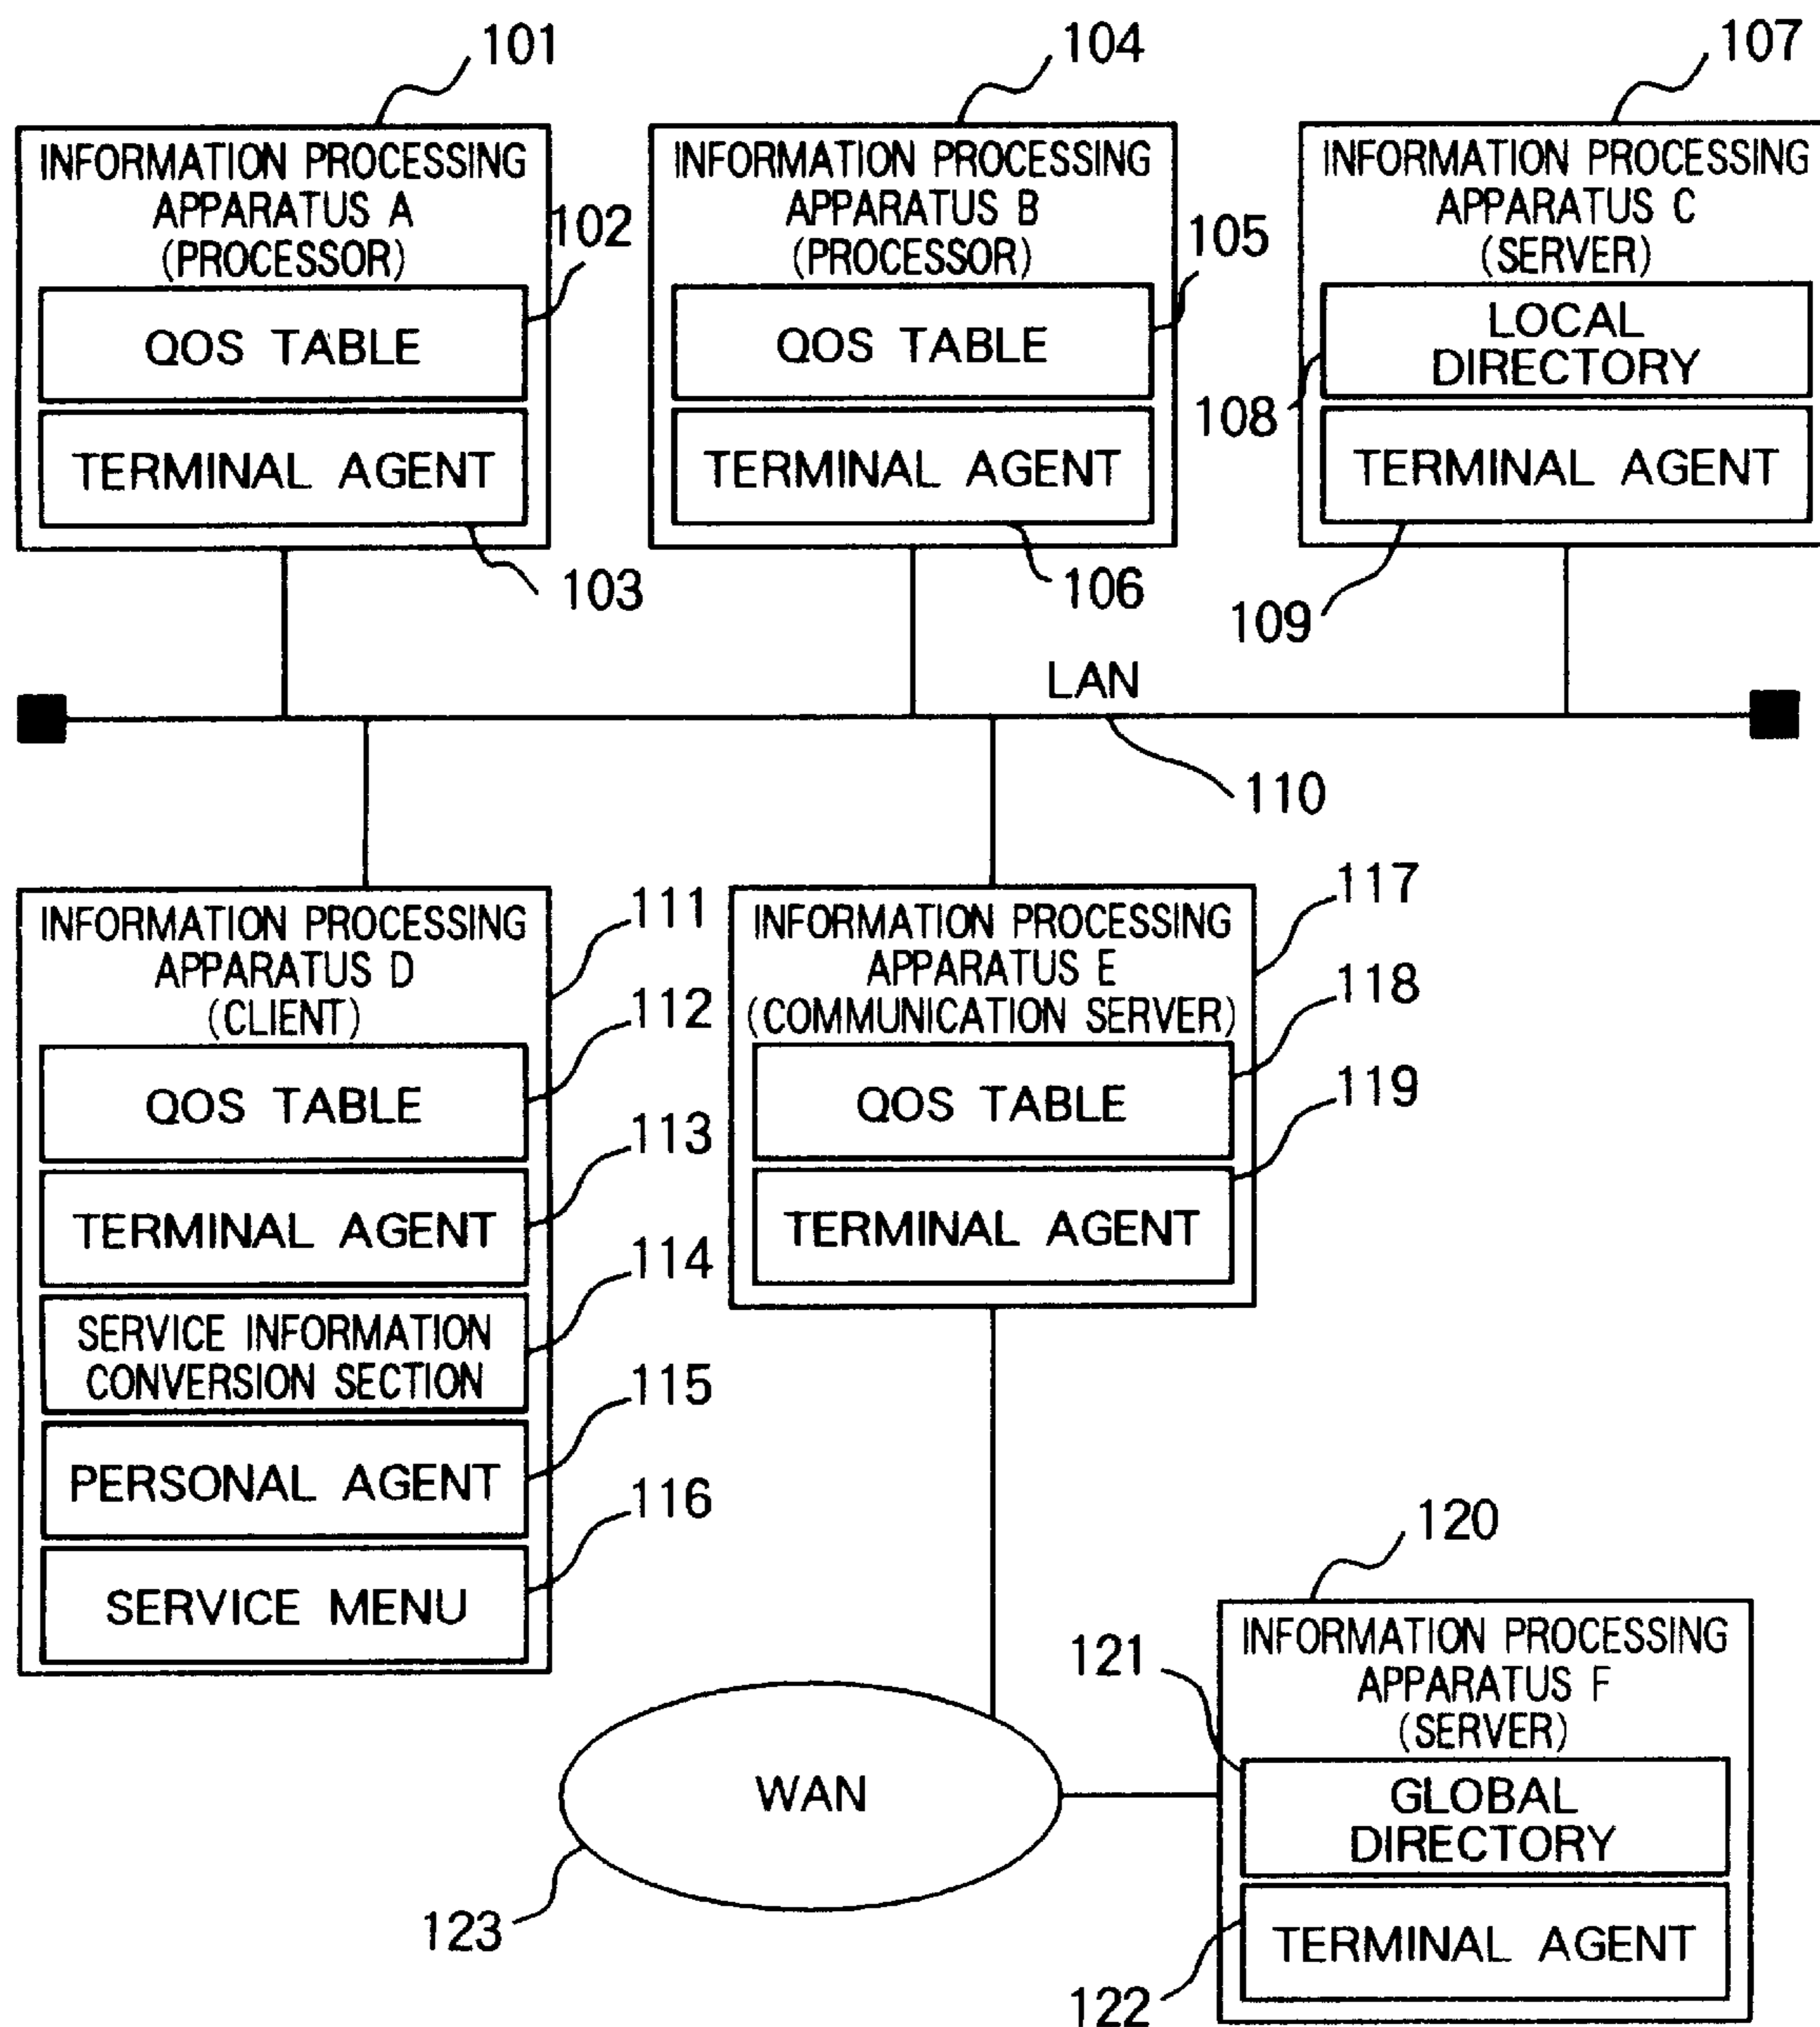 101
INFORMATION PROCESSING
APPARATUS A
(PROCESSOR)
102
QOS TABLE
TERMINAL AGENT
103
104
INFORMATION PROCESSING
APPARATUS B
(PROCESSOR)
105
QOS TABLE
TERMINAL AGENT
106
107
INFORMATION PROCESSING
APPARATUS C
(SERVER)
LOCAL
DIRECTORY
108
TERMINAL AGENT
109
LAN
110
INFORMATION PROCESSING
APPARATUS D
(CLIENT)
111
QOS TABLE
112
TERMINAL AGENT
113
SERVICE INFORMATION
CONVERSION SECTION
114
PERSONAL AGENT
115
SERVICE MENU
116
INFORMATION PROCESSING
APPARATUS E
(COMMUNICATION SERVER)
117
QOS TABLE
118
TERMINAL AGENT
119
WAN
123
120
INFORMATION PROCESSING
APPARATUS F
(SERVER)
121
GLOBAL
DIRECTORY
TERMINAL AGENT
122